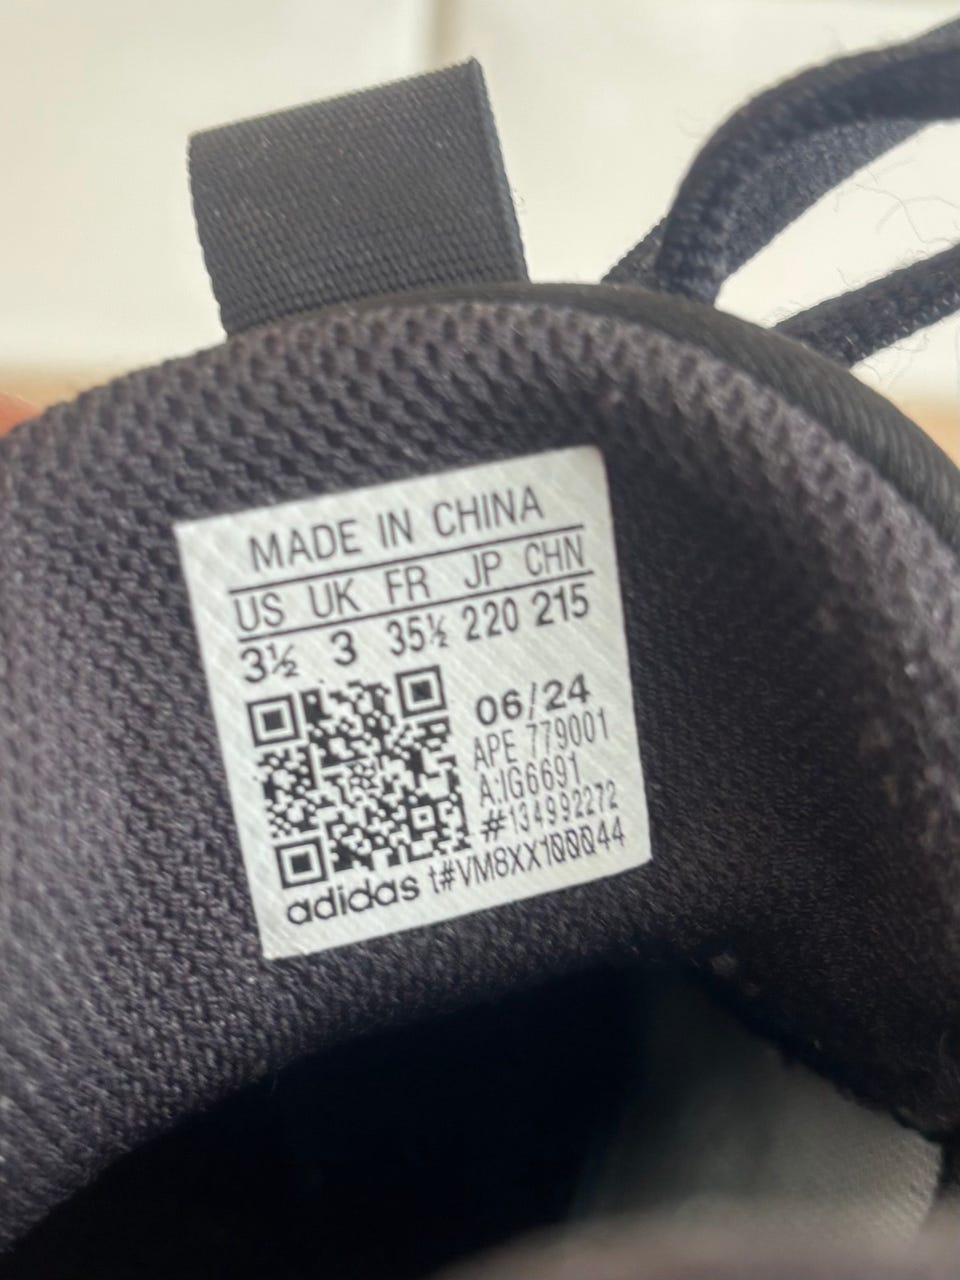 MADE IN CHINA
US UK FR JP CHN
3½ 3 35½ 220 215
06/24
APE 779001
A:IG6691
#134992272
adidas t#VM8XX100044